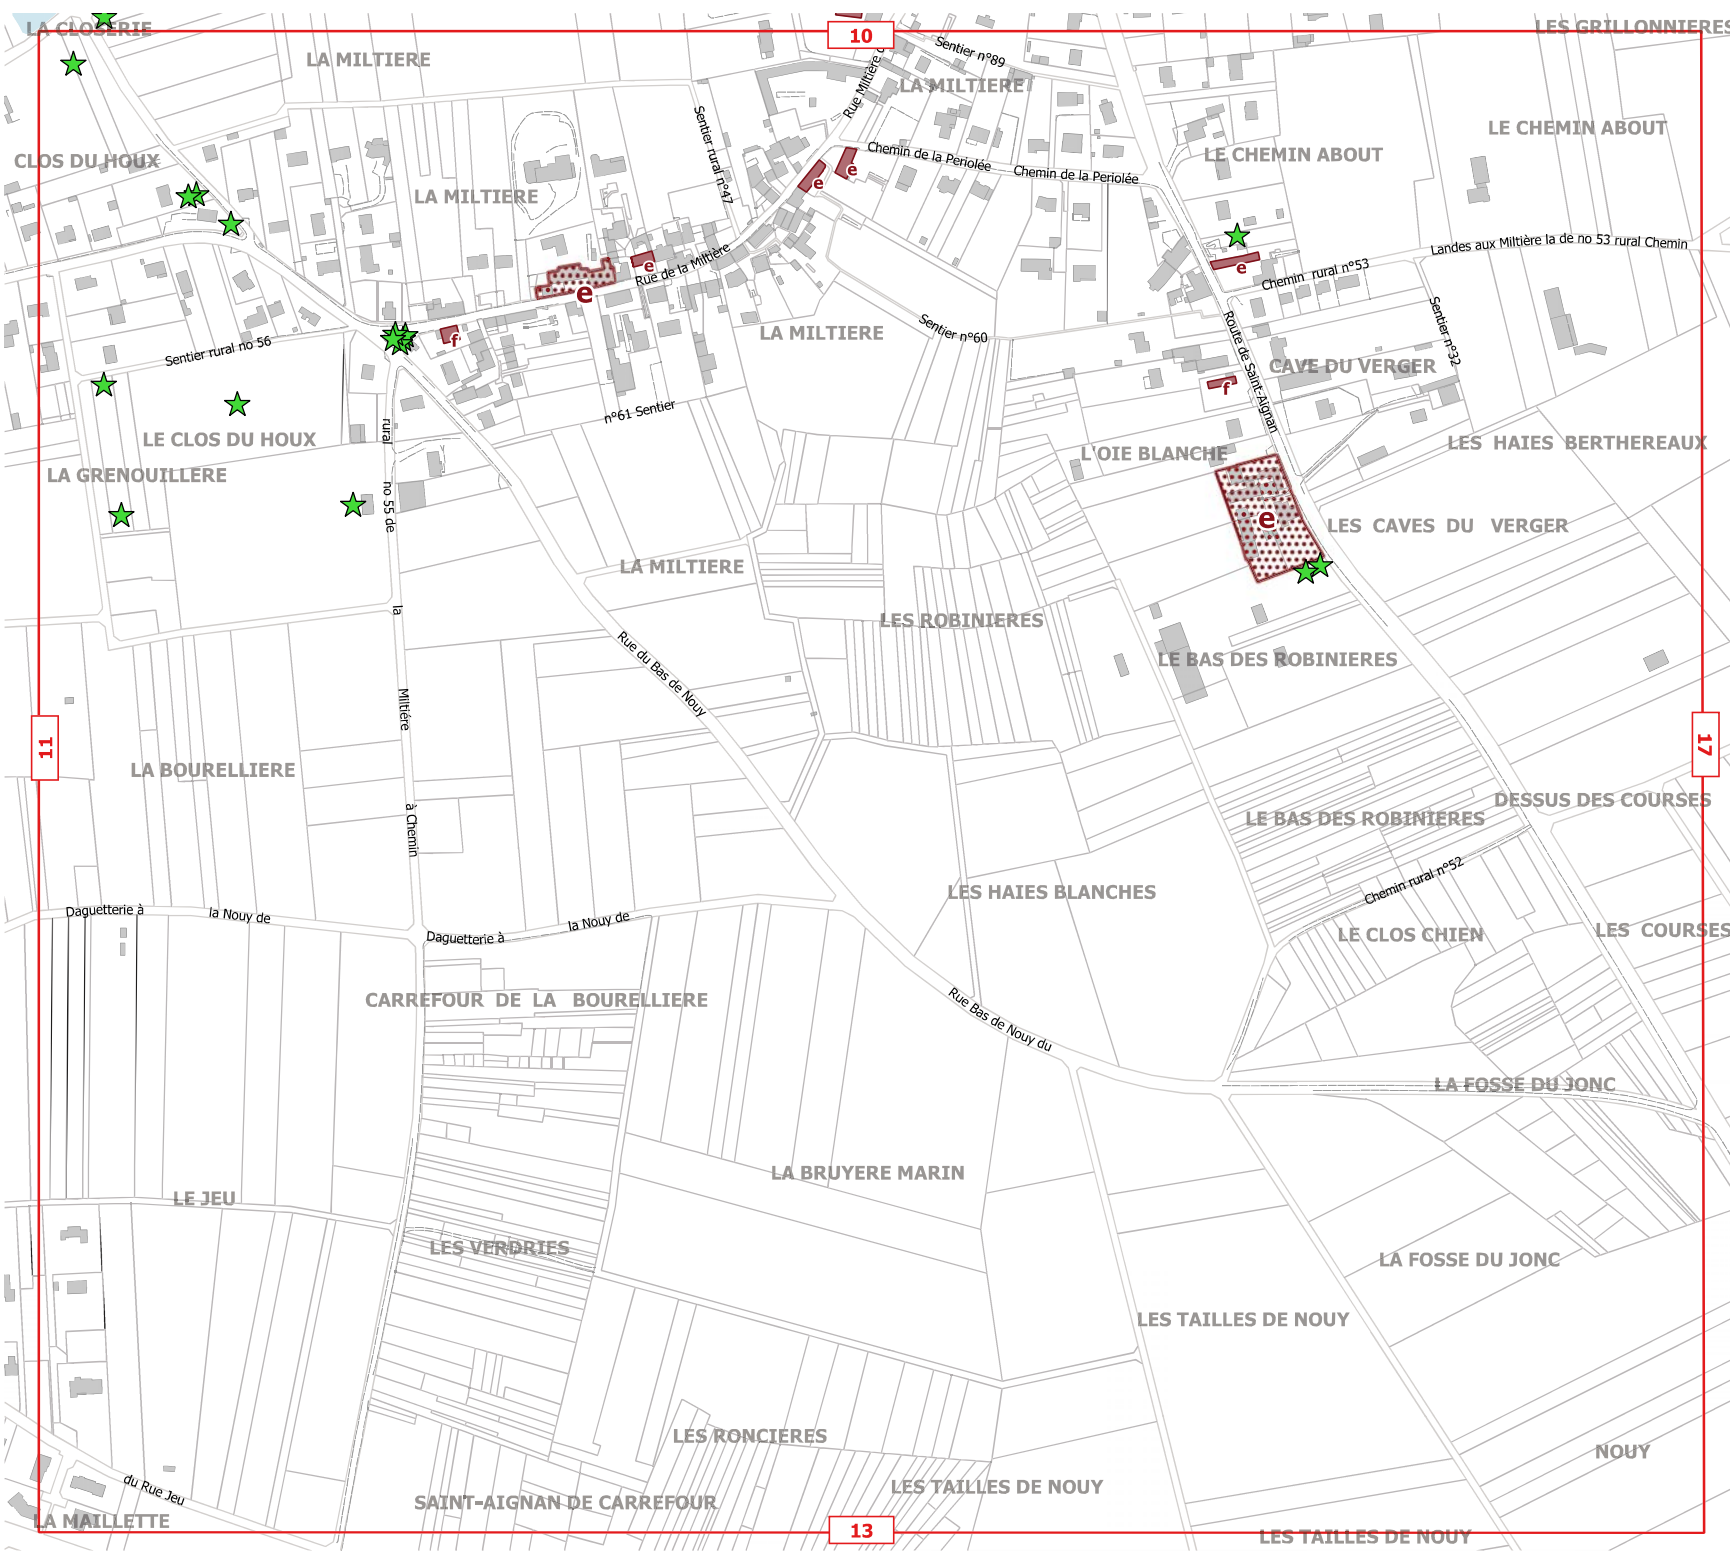 LES GRILLONNIERES
LA CLOSERIE
10
Sentier n°89
LA MILTIERE
LA MILTIERE
Rue Miltière d
Sentier rural n°47
LE CHEMIN ABOUT
Chemin de la Periolée
Chemin de la Periolée
LE CHEMIN ABOUT
CLOS DU HOUX
LA MILTIERE
e
e
Landes aux Miltière la de no 53 rural Chemin
Rue de la Miltière
e
e
e
Chemin rural n°53
Sentier n°32
Sentier n°60
LA MILTIERE
f
Sentier rural no 56
Route de Saint-Aignan
CAVE DU VERGER
f
n°61 Sentier
rural
LE CLOS DU HOUX
LES HAIES BERTHEREAUX
L'OIE BLANCHE
LA GRENOUILLERE
no 55 de
e
LES CAVES DU VERGER
LA MILTIERE
la
LES ROBINIERES
Rue du Bas de Nouy
LE BAS DES ROBINIERES
Miltiére
11
17
LA BOURELLIERE
DESSUS DES COURSES
à Chemin
LE BAS DES ROBINIERES
Chemin rural n°52
LES HAIES BLANCHES
Daguetterie à
la Nouy de
la Nouy de
Daguetterie à
LE CLOS CHIEN
LES COURSES
CARREFOUR DE LA BOURELLIERE
Rue Bas de Nouy du
LA FOSSE DU JONC
LA BRUYERE MARIN
LE JEU
LES VERDRIES
LA FOSSE DU JONC
LES TAILLES DE NOUY
LES RONCIERES
NOUY
du Rue Jeu
LES TAILLES DE NOUY
SAINT-AIGNAN DE CARREFOUR
LA MAILLETTE
13
LES TAILLES DE NOUY